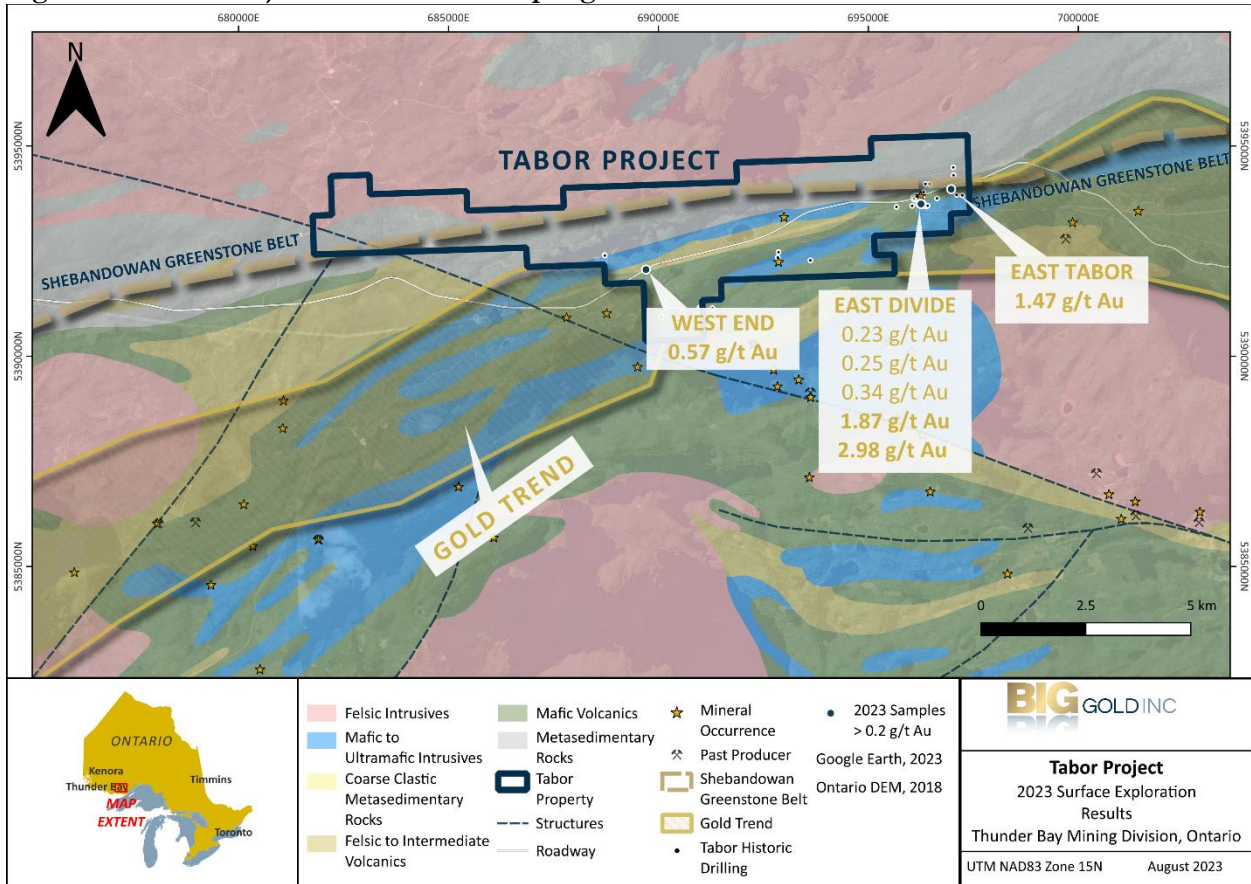 680000E
685000E
690000E
695000E
700000E
N
5395000N
5395000N
TABOR PROJECT
SHEBANDOWAN GREENSTONE BELT
SHEBANDOWAN GREENSTONE BELT
EAST TABOR
1.47 g/t Au
EAST DIVIDE
0.23 g/t Au
0.25 g/t Au
0.34 g/t Au
1.87 g/t Au
2.98 g/t Au
WEST END
0.57 g/t Au
5390000N
5390000N
GOLD TREND
5385000N
5385000N
0 2.5 5 km
ONTARIO
Kenora
Timmins
Thunder Bay
MAP
EXTENT
Toronto
Felsic Intrusives
Mafic to
Ultramafic Intrusives
Coarse Clastic
Metasedimentary
Rocks
Felsic to Intermediate
Volcanics
Mafic Volcanics
Metasedimentary
Rocks
Tabor
Property
Structures
Roadway
Mineral
Occurrence
Past Producer
Shebandowan
Greenstone Belt
Gold Trend
Tabor Historic
Drilling
2023 Samples
> 0.2 g/t Au
Google Earth, 2023
Ontario DEM, 2018
BIG GOLD INC
Tabor Project
2023 Surface Exploration
Results
Thunder Bay Mining Division, Ontario
UTM NAD83 Zone 15N August 2023